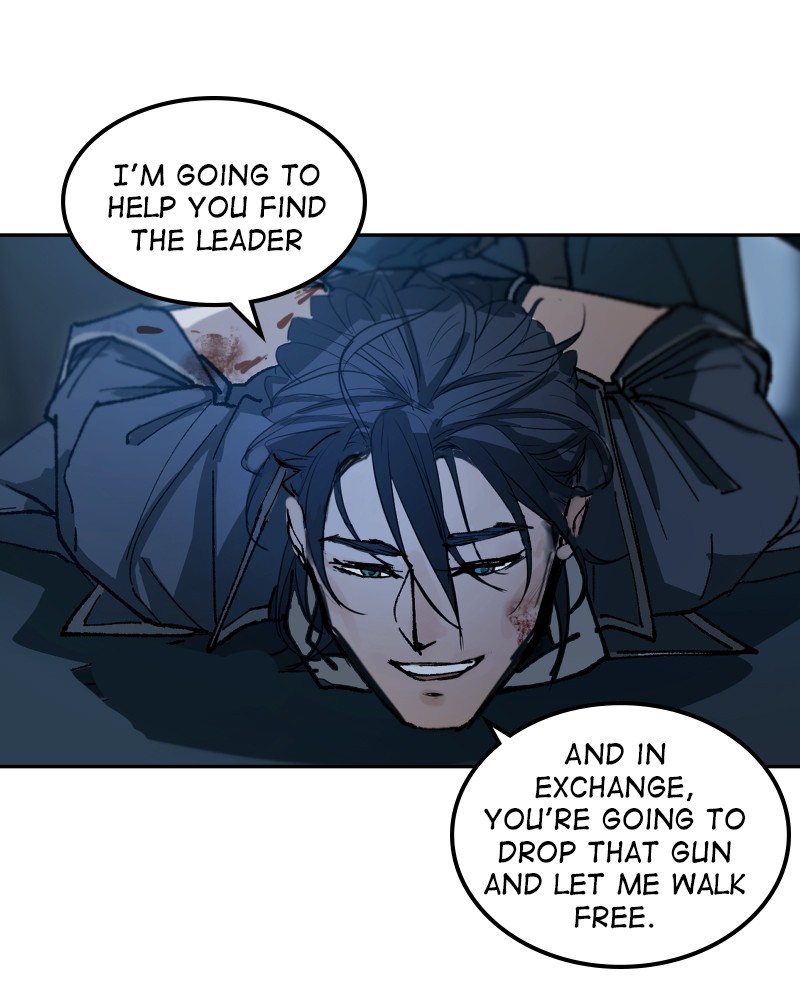 I'M GOING TO
HELP YOU FIND
THE LEADER
AND IN
EXCHANGE,
YOU'RE GOING TO
DROP THAT GUN
AND LET ME WALK
FREE.